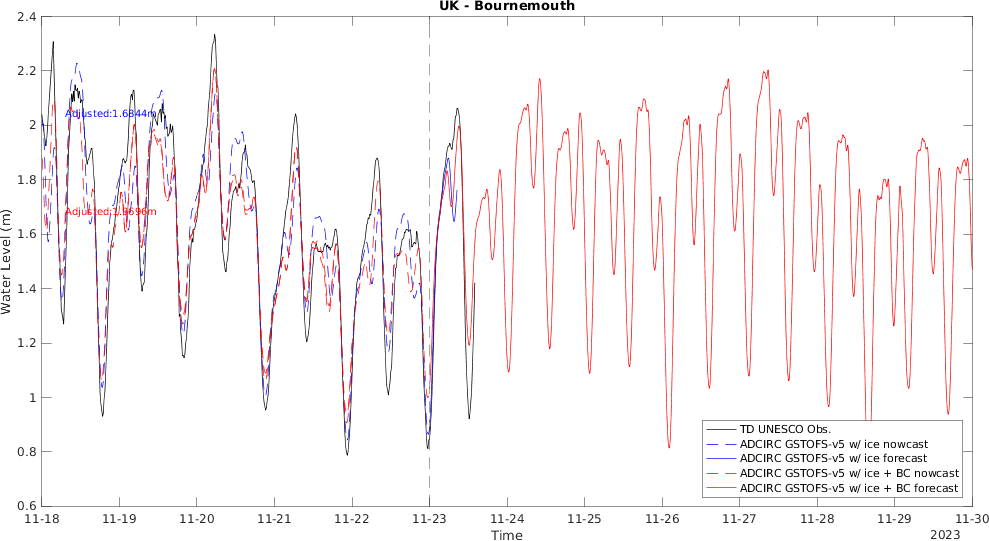 UK - Bournemouth
2.4
2.2
2
1.8
1.6
1.4
1.2
1
0.8
0.6
Water Level (m)
Adjusted:1.6844m
TD UNESCO Obs.
ADCIRC GSTOFS-v5 w/ ice nowcast
ADCIRC GSTOFS-v5 w/ ice forecast
ADCIRC GSTOFS-v5 w/ ice + BC nowcast
ADCIRC GSTOFS-v5 w/ ice + BC forecast
11-18 11-19 11-20 11-21 11-22 11-23 11-24 11-25 11-26 11-27 11-28 11-29 11-30
Time
2023